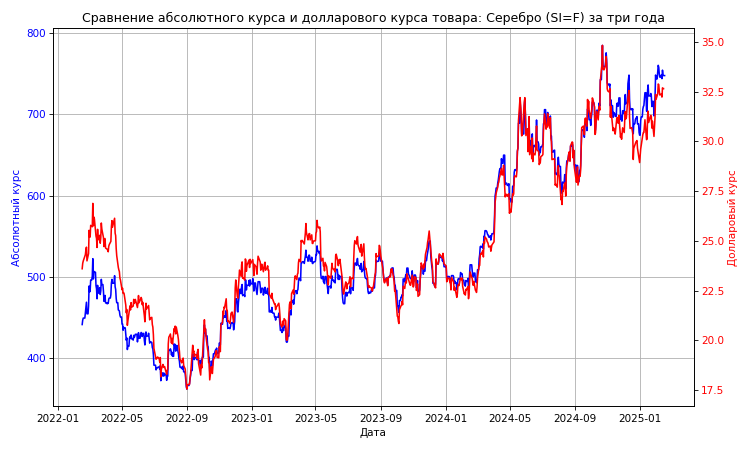 Сравнение абсолютного курса и долларового курса товара: Серебро (SI=F) за три года
800
700
600
500
400
Абсолютный курс
35.0
32.5
30.0
27.5
25.0
22.5
20.0
17.5
Долларовый курс
2022-01 2022-05 2022-09 2023-01 2023-05 2023-09 2024-01 2024-05 2024-09 2025-01
Дата